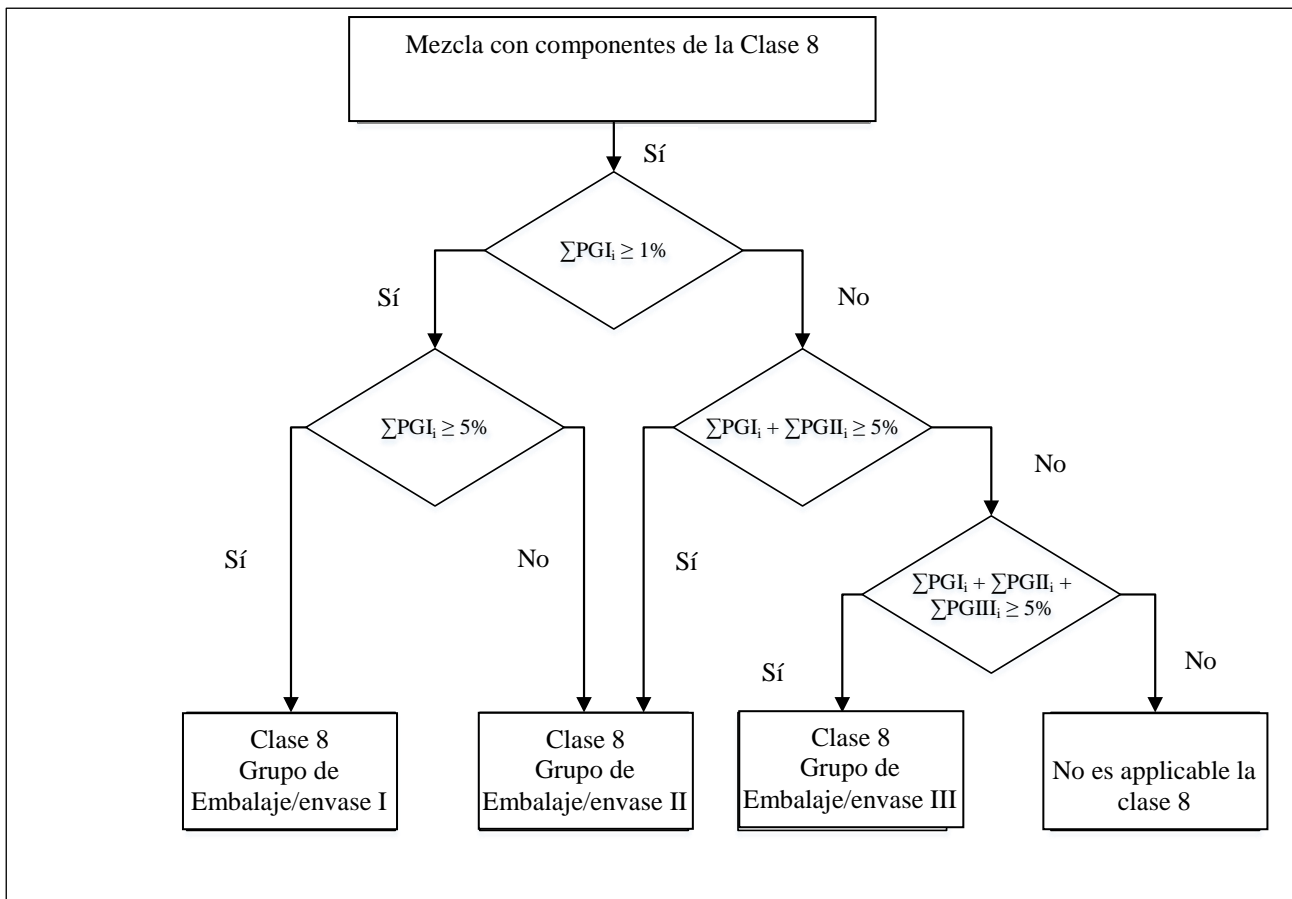 Mezcla con componentes de la Clase 8
Sí
∑PGIᵢ ≥ 1%
Sí
No
∑PGIᵢ ≥ 5%
∑PGIᵢ + ∑PGIIᵢ ≥ 5%
No
Sí
No
Sí
∑PGIᵢ + ∑PGIIᵢ +
∑PGIIIᵢ ≥ 5%
Sí
No
Clase 8
Grupo de
Embalaje/envase I
Clase 8
Grupo de
Embalaje/envase II
Clase 8
Grupo de
Embalaje/envase III
No es applicable la
clase 8